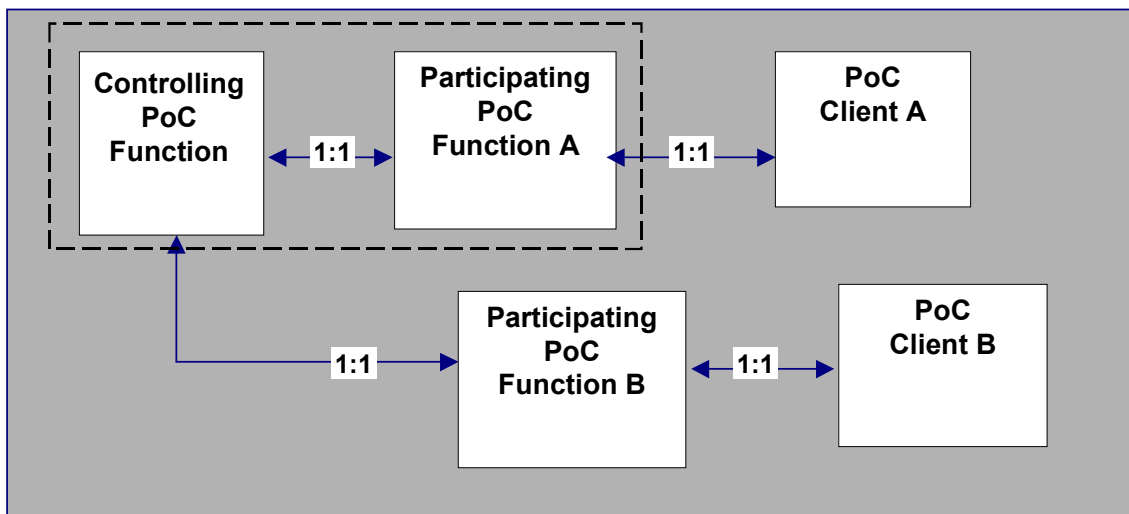 Controlling
PoC
Function
1:1
Participating
PoC
Function A
1:1
PoC
Client A
1:1
Participating
PoC
Function B
1:1
PoC
Client B